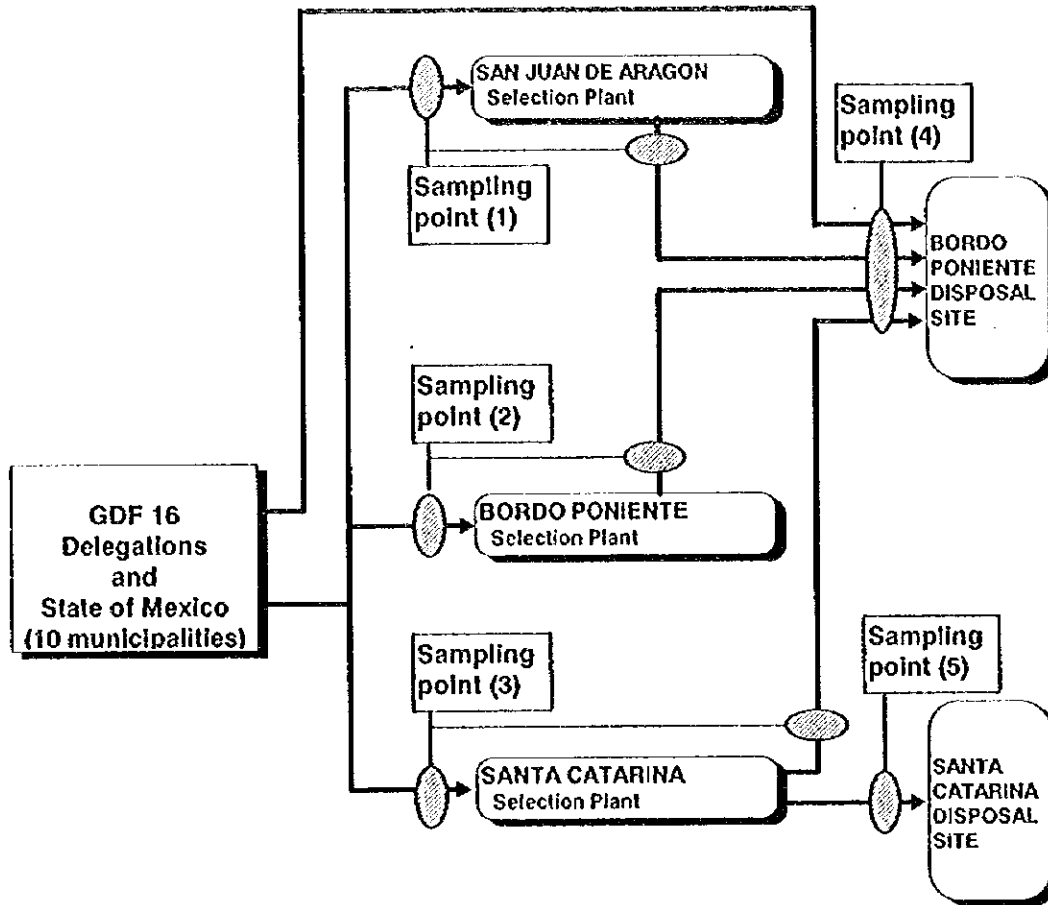 SAN JUAN DE ARAGON
Selection Plant
Sampling
point (4)
Sampling
point (1)
BORDO
PONIENTE
DISPOSAL
SITE
Sampling
point (2)
GDF 16
Delegations
and
State of Mexico
(10 municipalities)
BORDO PONIENTE
Selection Plant
Sampling
point (3)
Sampling
point (5)
SANTA CATARINA
Selection Plant
SANTA
CATARINA
DISPOSAL
SITE